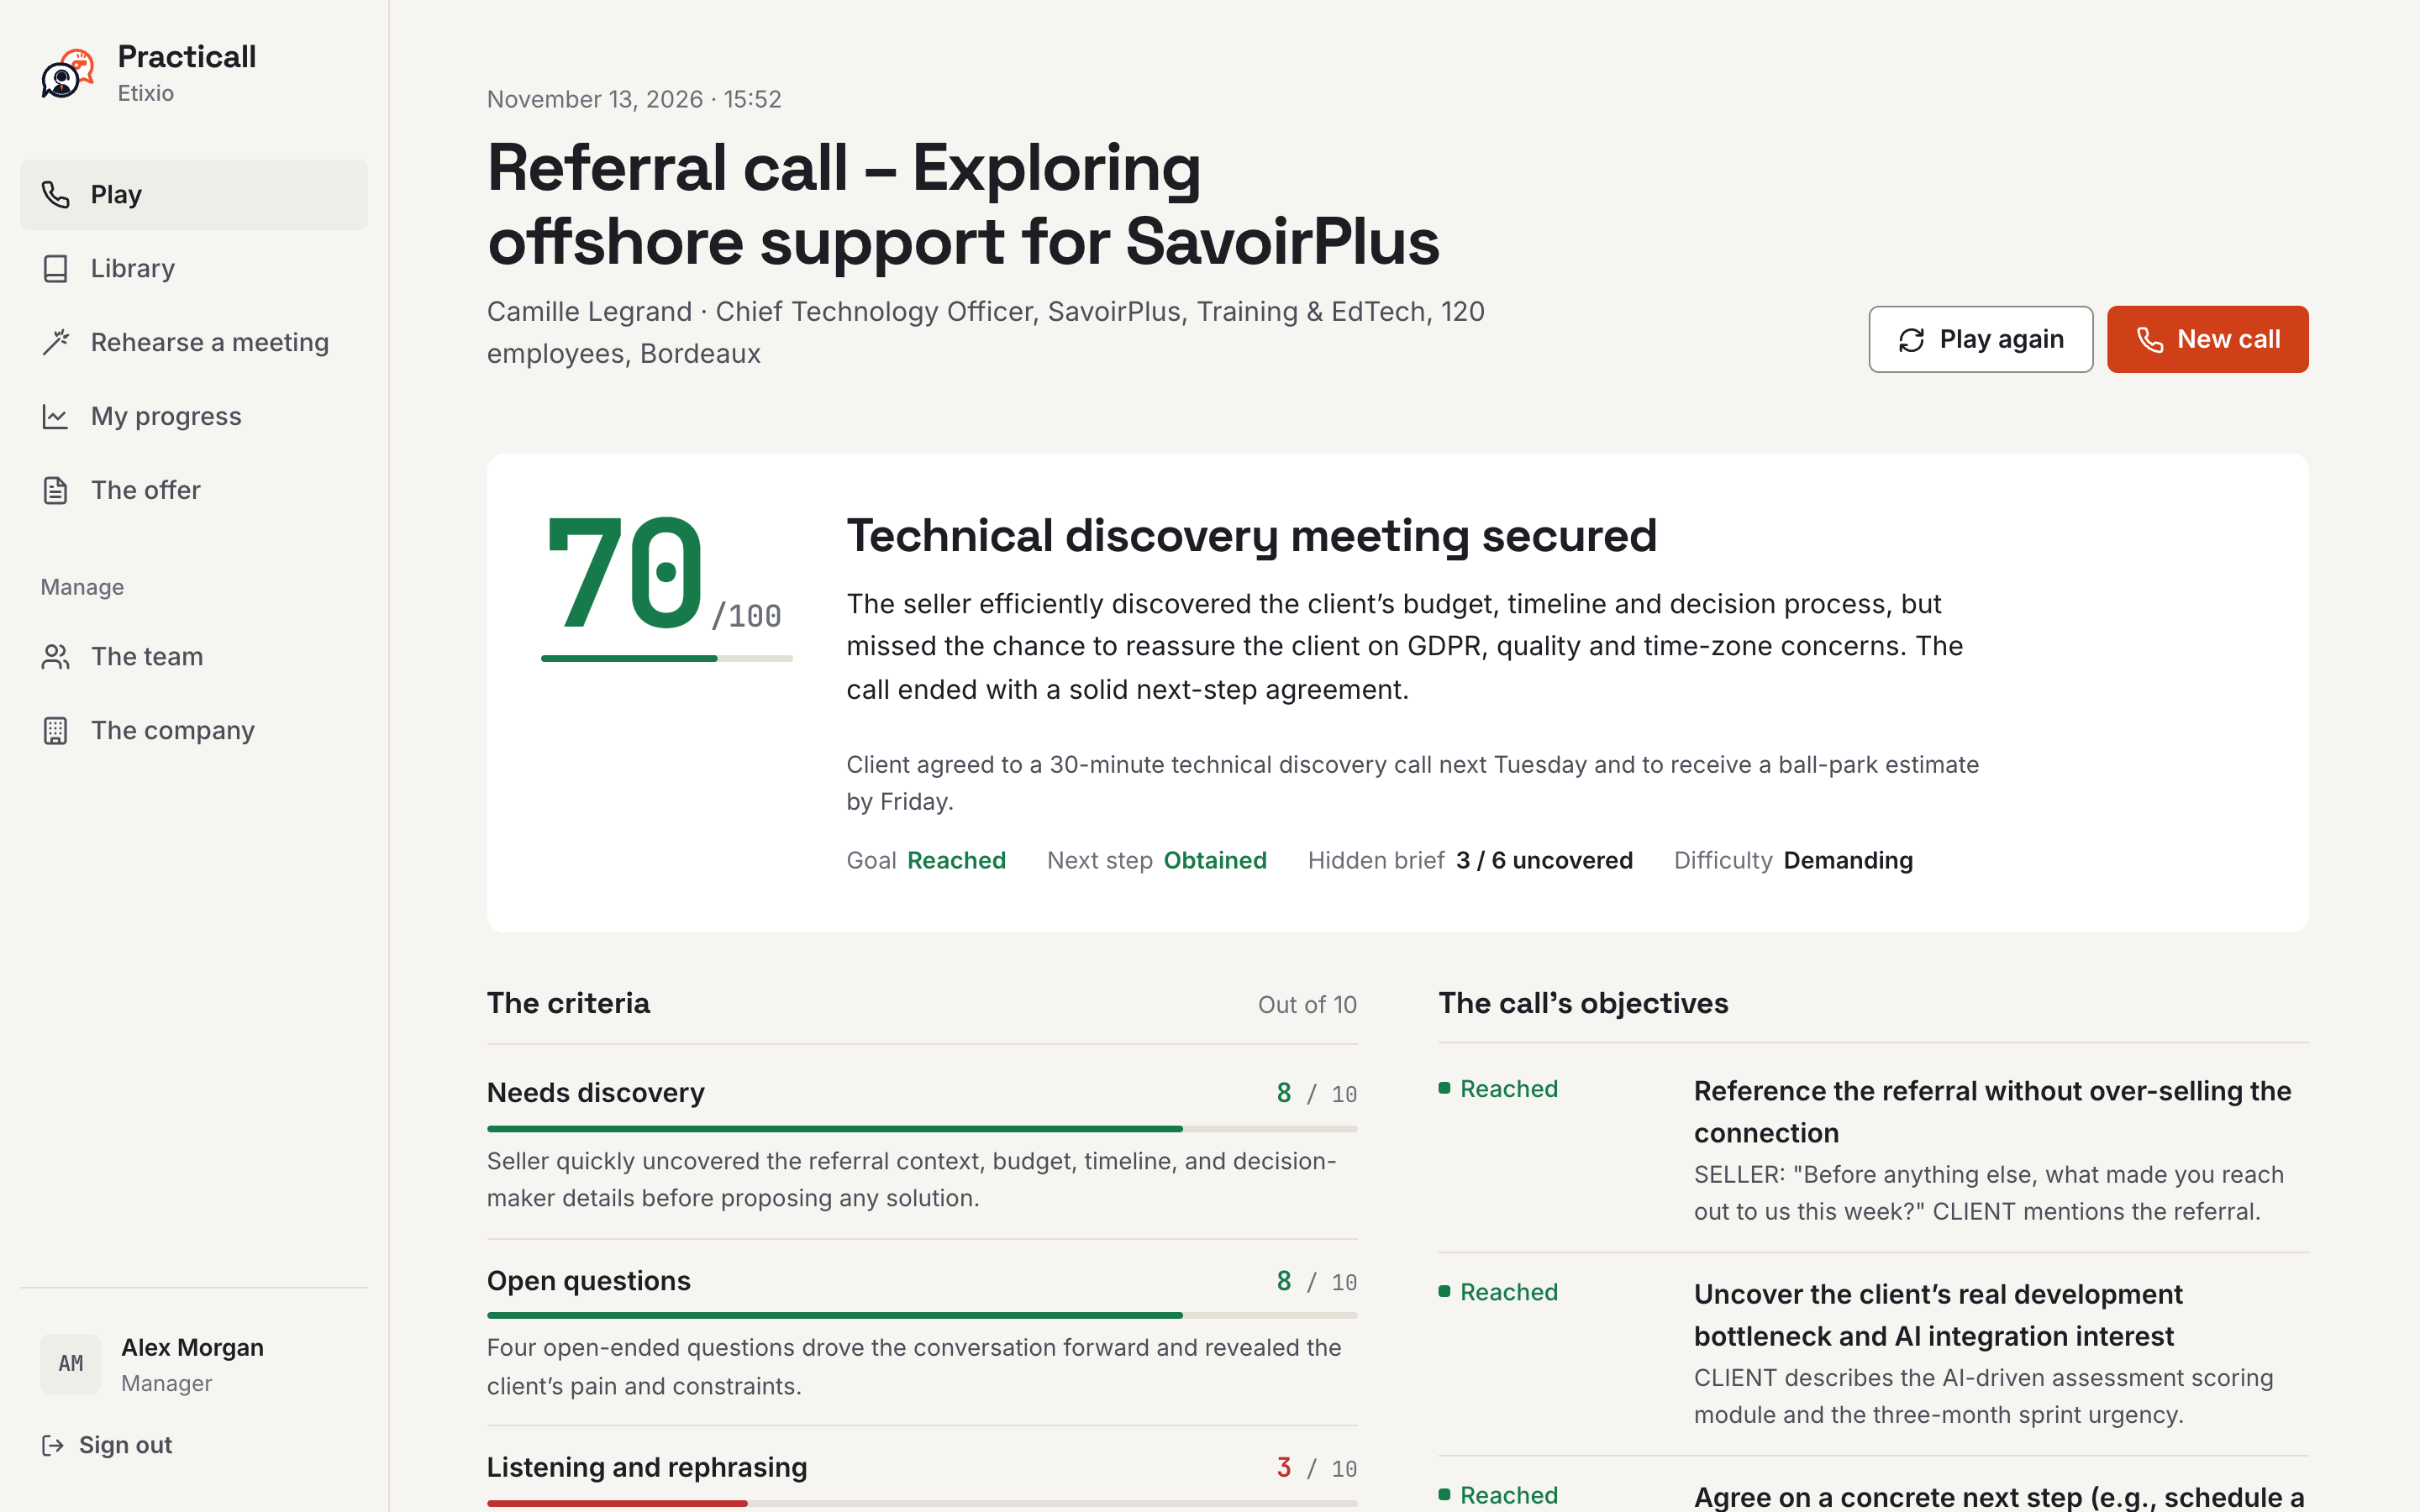 Practicall
Etixio
Play
Library
Rehearse a meeting
My progress
The offer
Manage
The team
The company
AM
Alex Morgan
Manager
Sign out
November 13, 2026 · 15:52
Referral call – Exploring
offshore support for SavoirPlus
Camille Legrand · Chief Technology Officer, SavoirPlus, Training & EdTech, 120
employees, Bordeaux
Play again
New call
70/100
Technical discovery meeting secured
The seller efficiently discovered the client’s budget, timeline and decision process, but
missed the chance to reassure the client on GDPR, quality and time-zone concerns. The
call ended with a solid next-step agreement.
Client agreed to a 30-minute technical discovery call next Tuesday and to receive a ball-park estimate
by Friday.
Goal Reached Next step Obtained Hidden brief 3 / 6 uncovered Difficulty Demanding
The criteria Out of 10
Needs discovery 8 / 10
Seller quickly uncovered the referral context, budget, timeline, and decision-
maker details before proposing any solution.
Open questions 8 / 10
Four open-ended questions drove the conversation forward and revealed the
client’s pain and constraints.
Listening and rephrasing 3 / 10
The call’s objectives
Reached
Reference the referral without over-selling the
connection
SELLER: "Before anything else, what made you reach
out to us this week?" CLIENT mentions the referral.
Reached
Uncover the client’s real development
bottleneck and AI integration interest
CLIENT describes the AI-driven assessment scoring
module and the three-month sprint urgency.
Reached
Agree on a concrete next step (e.g., schedule a